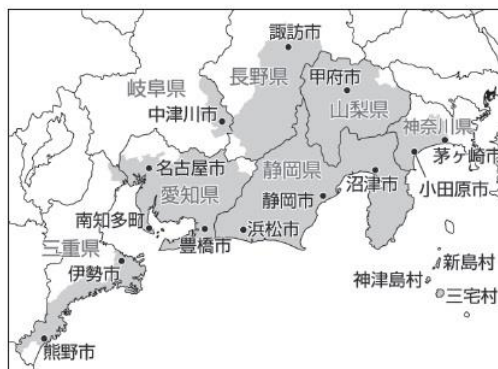 諏訪市
長野県
甲府市
岐阜県
山梨県
中津川市
神奈川県
茅ヶ崎市
名古屋市
静岡県
沼津市
小田原市
愛知県
静岡市
南知多町
豊橋市
浜松市
三重県
伊勢市
新島村
神津島村
三宅村
熊野市